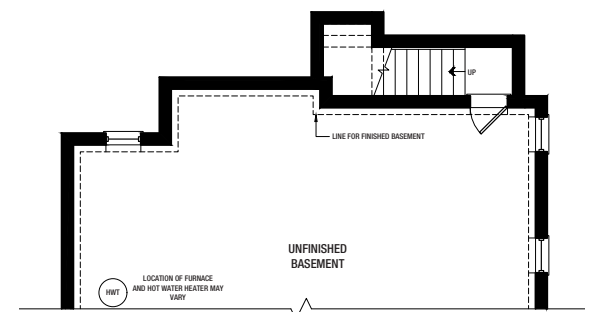 UP
LINE FOR FINISHED BASEMENT
UNFINISHED
BASEMENT
HWT
LOCATION OF FURNACE
AND HOT WATER HEATER MAY
VARY